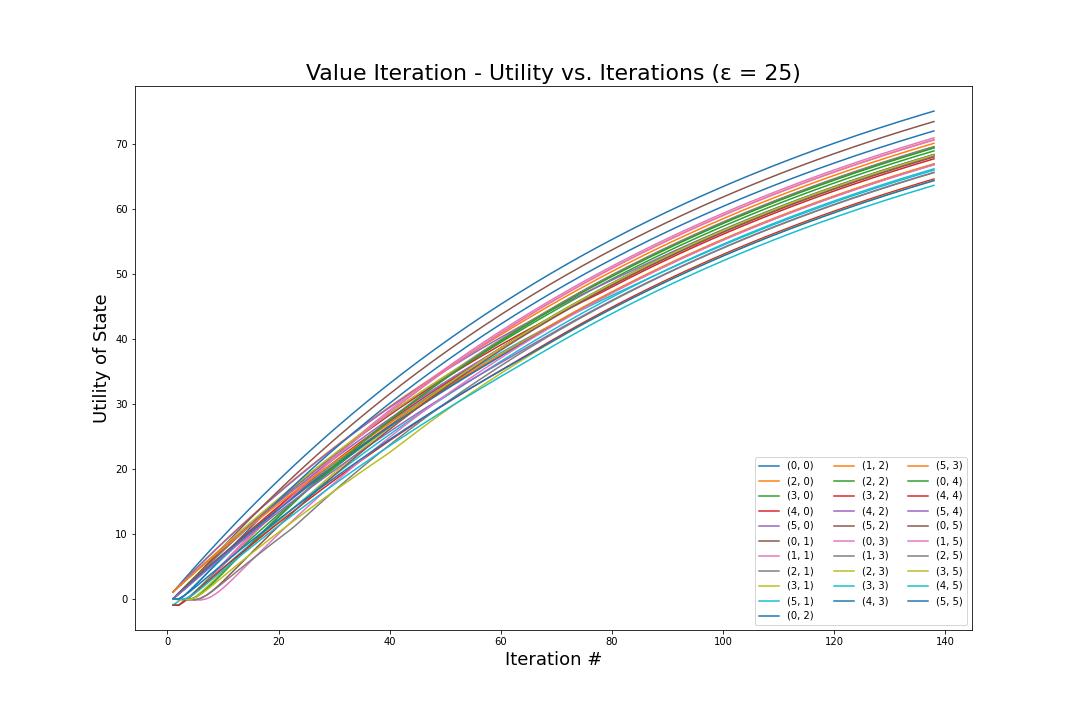 Value Iteration - Utility vs. Iterations (ε = 25)
Utility of State
70
60
50
40
30
20
10
0
0 20 40 60 80 100 120 140
Iteration #
(0, 0) (1, 2) (5, 3)
(2, 0) (2, 2) (0, 4)
(3, 0) (3, 2) (4, 4)
(4, 0) (4, 2) (5, 4)
(5, 0) (5, 2) (0, 5)
(0, 1) (0, 3) (1, 5)
(1, 1) (1, 3) (2, 5)
(2, 1) (2, 3) (3, 5)
(3, 1) (3, 3) (4, 5)
(5, 1) (4, 3) (5, 5)
(0, 2)